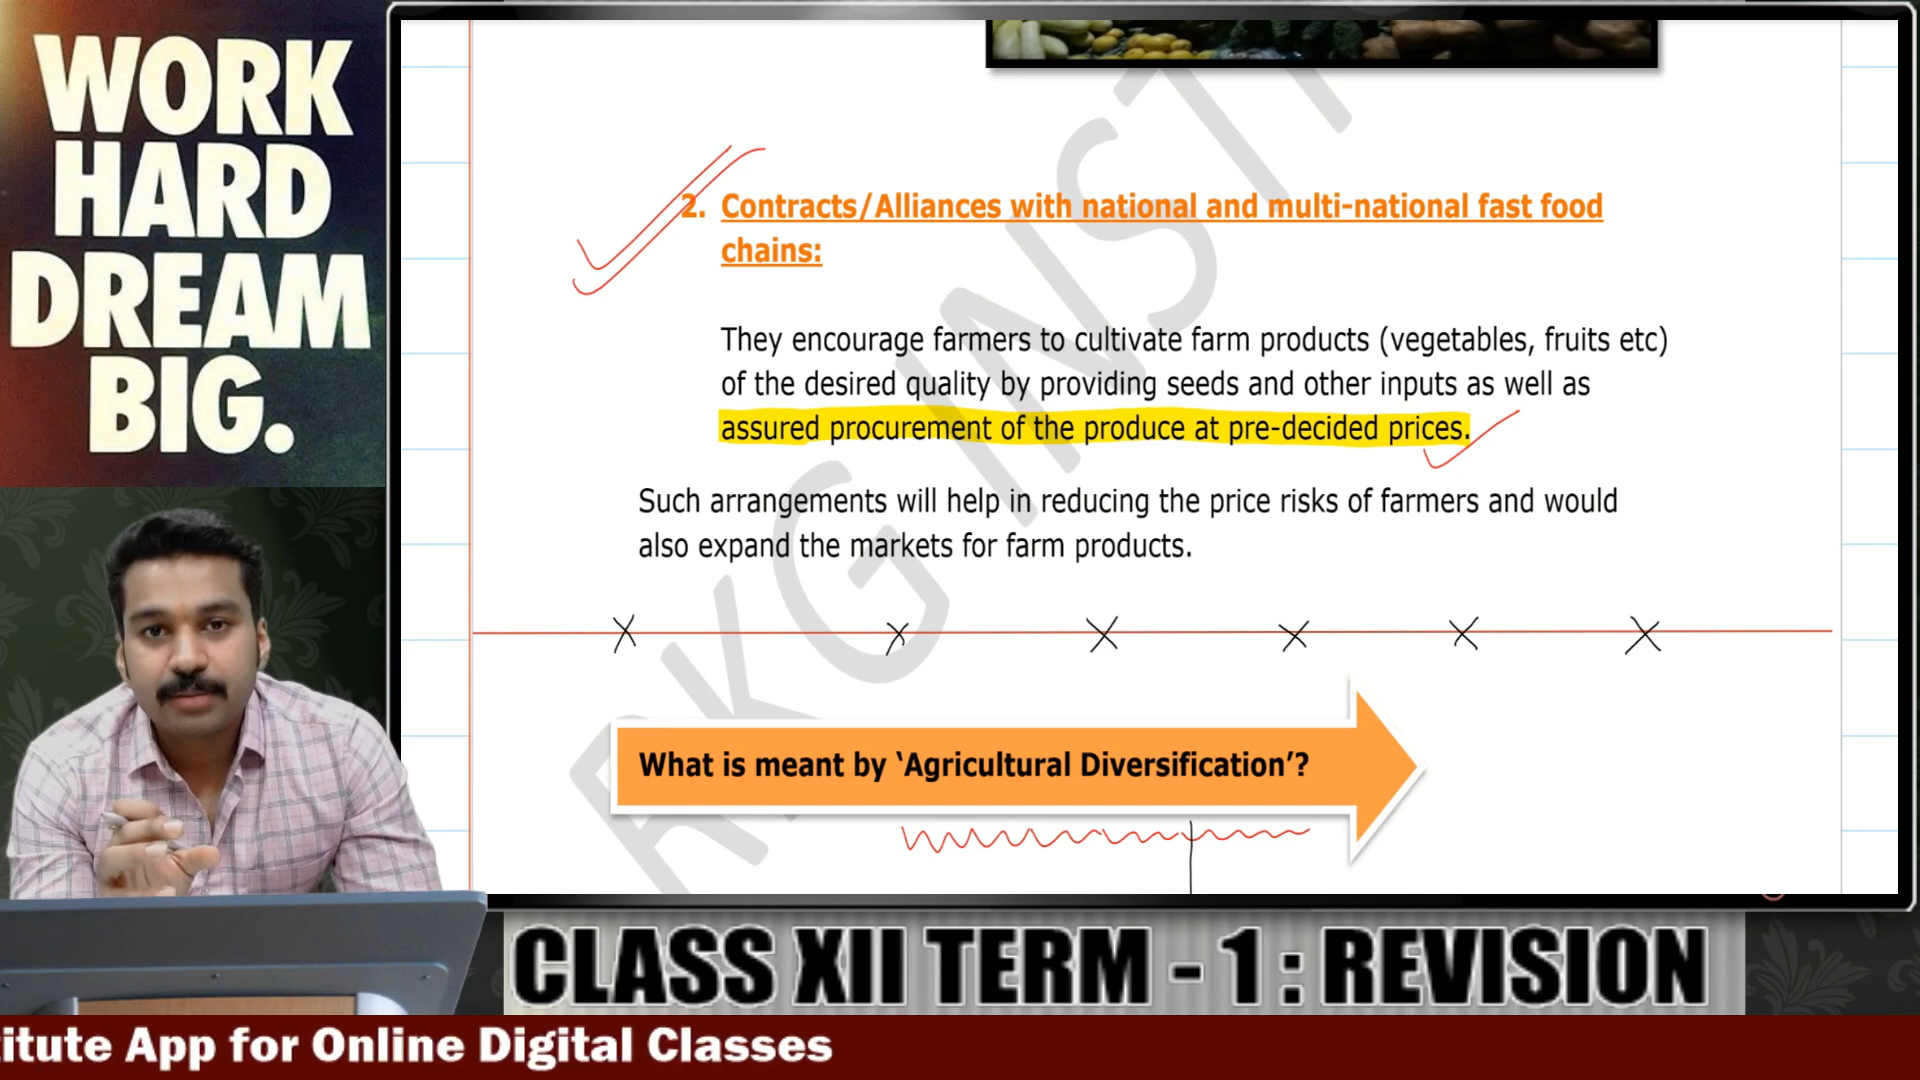 WORK
HARD
DREAM
BIG.
2. Contracts/Alliances with national and multi-national fast food
chains:
They encourage farmers to cultivate farm products (vegetables, fruits etc)
of the desired quality by providing seeds and other inputs as well as
assured procurement of the produce at pre-decided prices.
Such arrangements will help in reducing the price risks of farmers and would
also expand the markets for farm products.
What is meant by ‘Agricultural Diversification’?
RKG INSTI
CLASS XII TERM - 1 : REVISION
titute App for Online Digital Classes